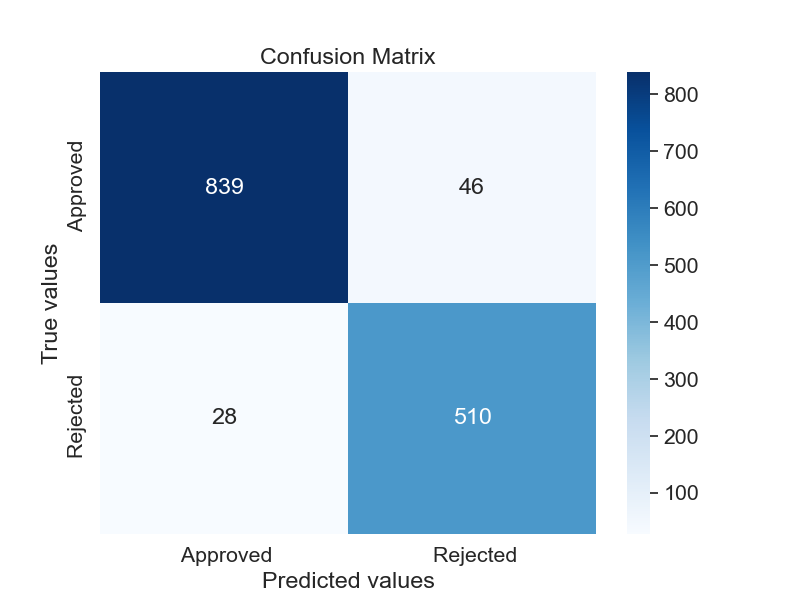 Confusion Matrix
True values
Approved
839
46
Rejected
28
510
Approved
Rejected
Predicted values
800
700
600
500
400
300
200
100